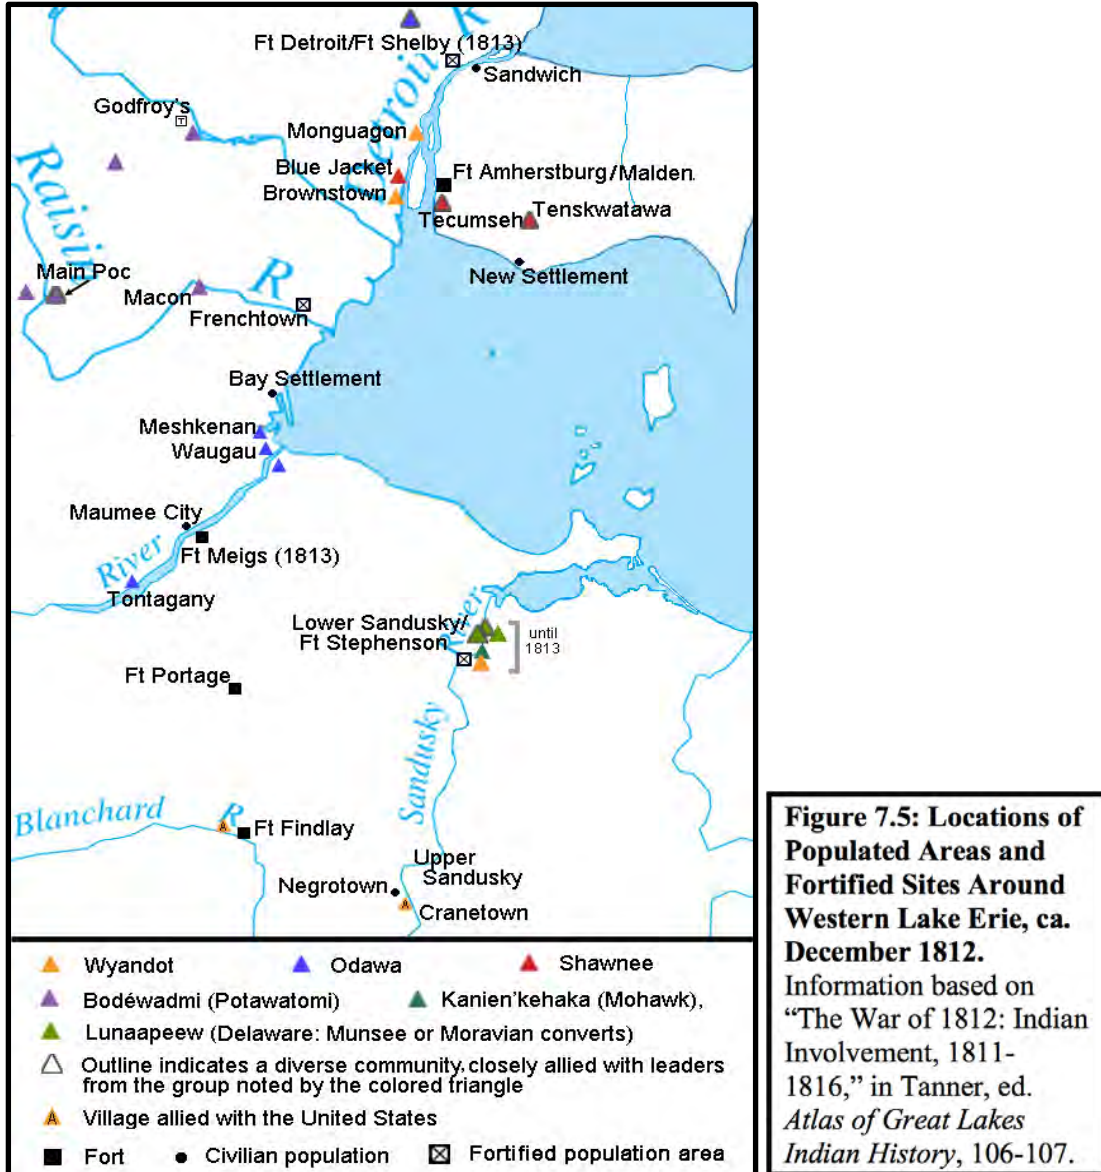 Ft Detroit/Ft Shelby (1813)
Sandwich
Detroit R
Godfroy's
T
Monguagon
Blue Jacket
Brownstown
Ft Amherstburg/Malden
Tecumseh
Tenskwatawa
New Settlement
Raisin
R
Main Poc
Macon
Frenchtown
Bay Settlement
Meshkenan
Waugau
Maumee City
Ft Meigs (1813)
River
Tontagany
Lower Sandusky/
Ft Stephenson
until
1813
River
Sandusky
Ft Portage
Blanchard R
A
Ft Findlay
Upper
Sandusky
Negrotown
A
Cranetown
Wyandot
Odawa
Shawnee
Bodéwadmi (Potawatomi)
Kanien'kehaka (Mohawk),
Lunaapeew (Delaware: Munsee or Moravian converts)
Outline indicates a diverse community, closely allied with leaders
from the group noted by the colored triangle
A Village allied with the United States
Fort
Civilian population
Fortified population area
Figure 7.5: Locations of
Populated Areas and
Fortified Sites Around
Western Lake Erie, ca.
December 1812.
Information based on
“The War of 1812: Indian
Involvement, 1811-
1816,” in Tanner, ed.
Atlas of Great Lakes
Indian History, 106-107.